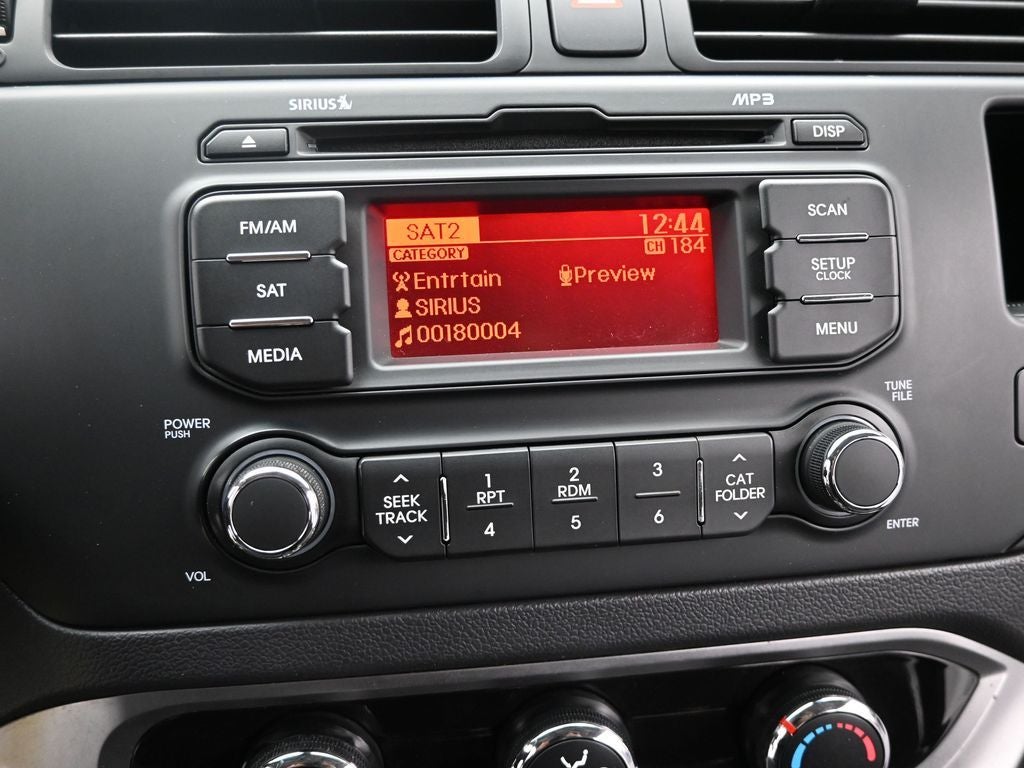 SIRIUS
MP3
DISP
FM/AM
SAT
MEDIA
SAT2 12:44
CATEGORY CH 184
Entrtain Preview
SIRIUS
00180004
SCAN
SETUP
CLOCK
MENU
POWER
PUSH
VOL
SEEK
TRACK
1
RPT
4
2
RDM
5
3
6
CAT
FOLDER
TUNE
FILE
ENTER